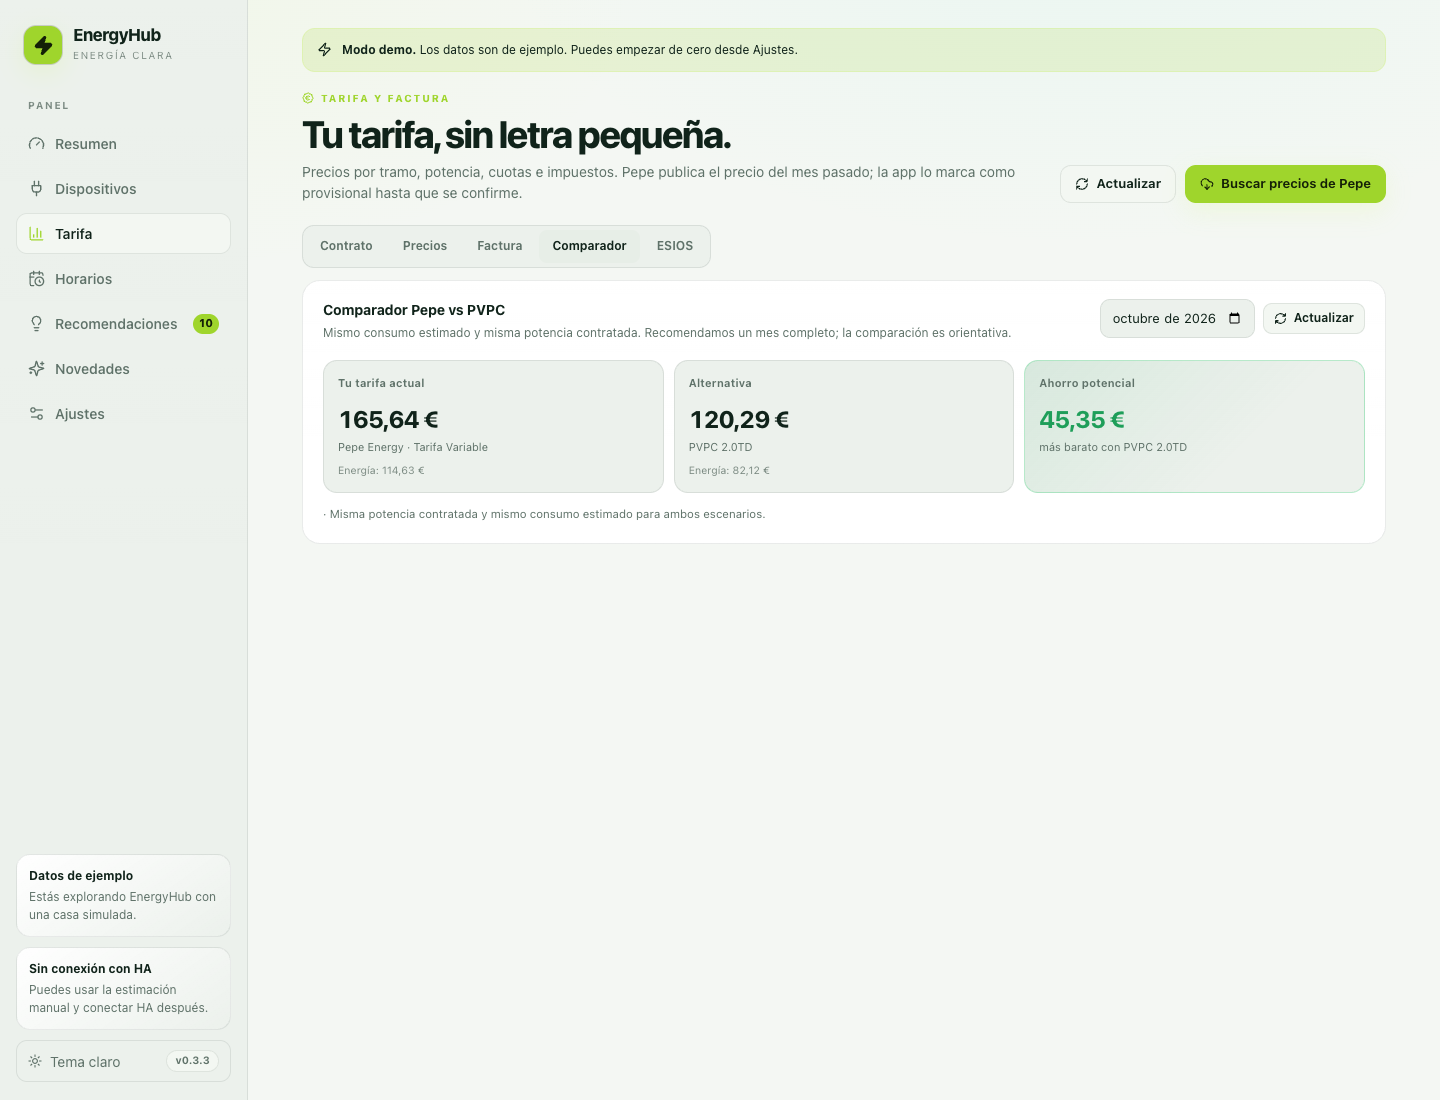 EnergyHub
ENERGÍA CLARA
PANEL
Resumen
Dispositivos
Tarifa
Horarios
Recomendaciones 10
Novedades
Ajustes
Datos de ejemplo
Estás explorando EnergyHub con
una casa simulada.
Sin conexión con HA
Puedes usar la estimación
manual y conectar HA después.
Tema claro v0.3.3
Modo demo. Los datos son de ejemplo. Puedes empezar de cero desde Ajustes.
TARIFA Y FACTURA
Tu tarifa, sin letra pequeña.
Precios por tramo, potencia, cuotas e impuestos. Pepe publica el precio del mes pasado; la app lo marca como
provisional hasta que se confirme.
Actualizar
Buscar precios de Pepe
Contrato Precios Factura Comparador ESIOS
Comparador Pepe vs PVPC
Mismo consumo estimado y misma potencia contratada. Recomendamos un mes completo; la comparación es orientativa.
octubre de 2026
Actualizar
Tu tarifa actual
165,64 €
Pepe Energy · Tarifa Variable
Energía: 114,63 €
Alternativa
120,29 €
PVPC 2.0TD
Energía: 82,12 €
Ahorro potencial
45,35 €
más barato con PVPC 2.0TD
· Misma potencia contratada y mismo consumo estimado para ambos escenarios.